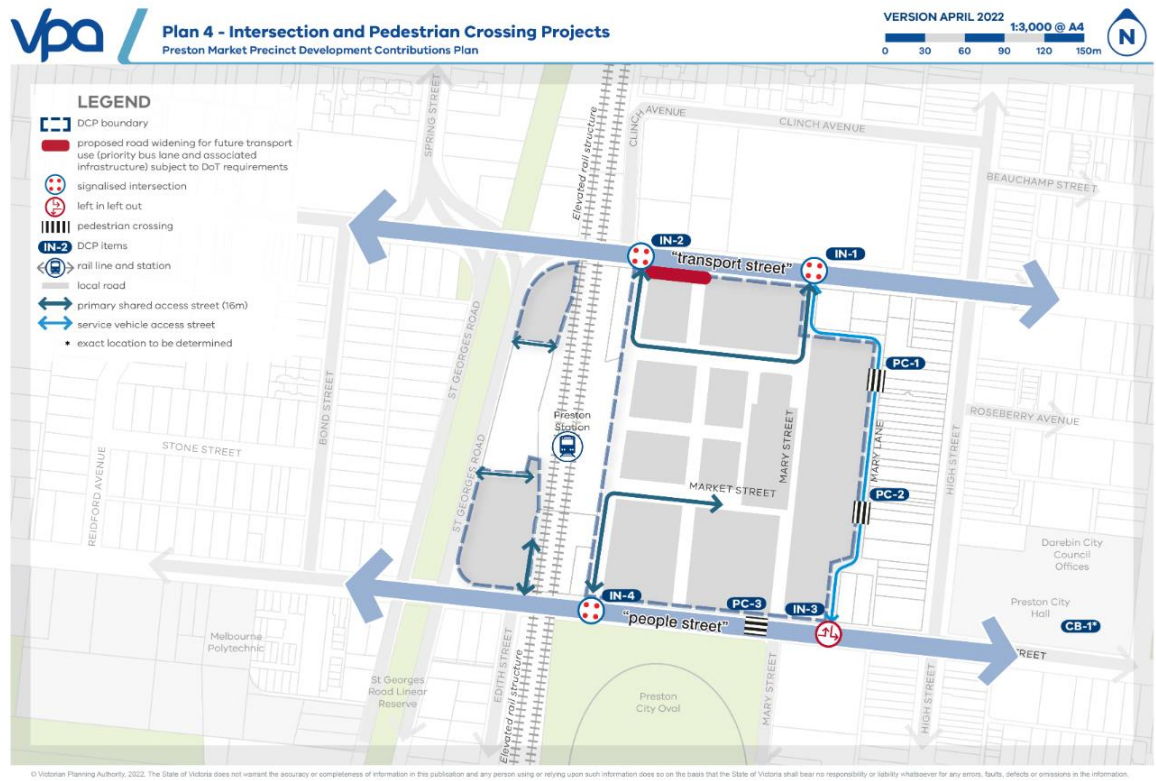 vpa
Plan 4 - Intersection and Pedestrian Crossing Projects
Preston Market Precinct Development Contributions Plan
VERSION APRIL 2022
1:3,000 @ A4
0 30 60 90 120 150m
N
LEGEND
DCP boundary
proposed road widening for future transport
use (priority bus lane and associated
infrastructure) subject to DoT requirements
signalised intersection
left in left out
pedestrian crossing
IN-2 DCP items
rail line and station
local road
primary shared access street (16m)
service vehicle access street
* exact location to be determined
SPRING STREET
Elevated rail structure
CLINCH AVENUE
CLINCH AVENUE
BEAUCHAMP STREET
IN-2
"transport street"
IN-1
ST GEORGES ROAD
BOND STREET
PC-1
ROSEBERRY AVENUE
Preston
Station
MARY STREET
MARY LANE
HIGH STREET
STONE STREET
REIDFORD AVENUE
ST GEORGES ROAD
MARKET STREET
PC-2
Darebin City
Council
Offices
IN-4
PC-3
IN-3
"people street"
Preston City
Hall
CB-1*
TREET
Melbourne
Polytechnic
St Georges
Road Linear
Reserve
EDITH STREET
Elevated rail structure
Preston
City Oval
MARY STREET
HIGH STREET
© Victorian Planning Authority, 2022. The State of Victoria does not warrant the accuracy or completeness of information in this publication and any person using or relying upon such information does so on the basis that the State of Victoria shall bear no responsibility or liability whatsoever for any errors, faults, defects or omissions in the information.